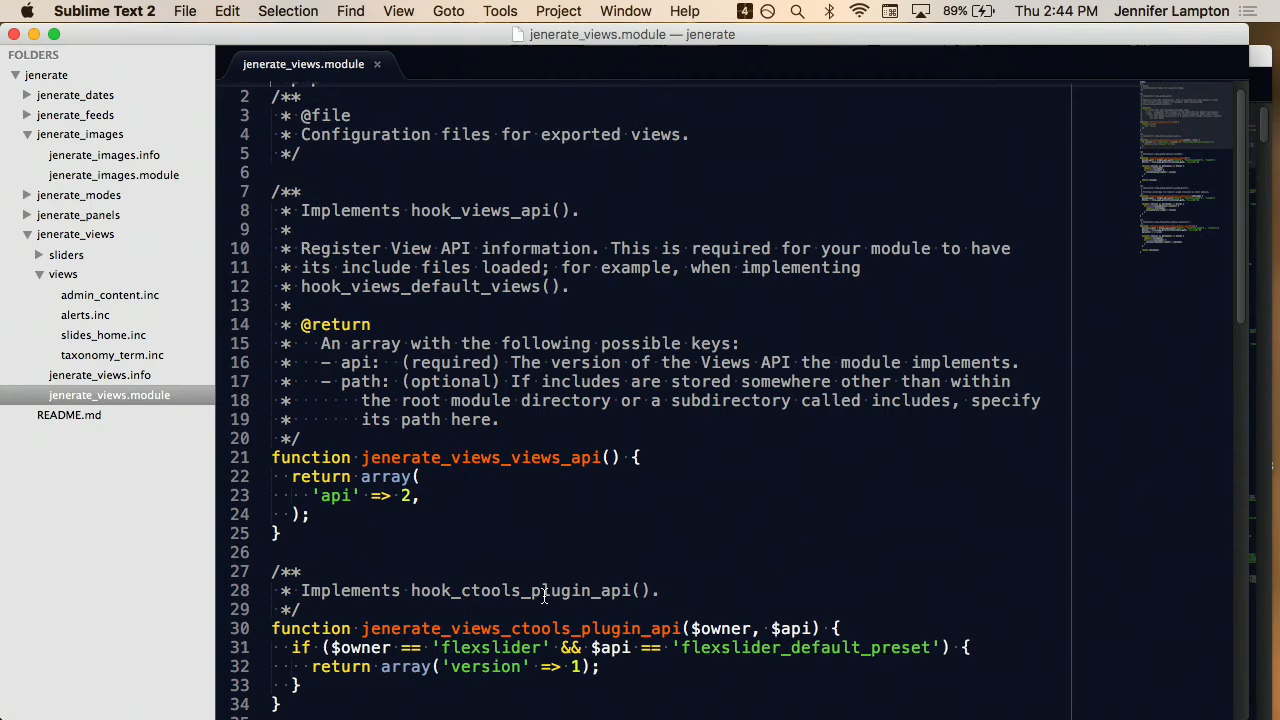 Sublime Text 2 File Edit Selection Find View Goto Tools Project Window Help 4 89% Thu 2:44 PM Jennifer Lampton
jenerate_views.module — jenerate
FOLDERS
jenerate
jenerate_dates
jenerate_feeds
jenerate_images
jenerate_images.info
jenerate_images.module
jenerate_modes
jenerate_panels
jenerate_views
sliders
views
admin_content.inc
alerts.inc
slides_home.inc
taxonomy_term.inc
jenerate_views.info
jenerate_views.module
README.md
jenerate_views.module ×
2 /**
3 * @file
4 * Configuration files for exported views.
5 */
6
7 /**
8 * Implements hook_views_api().
9 *
10 * Register View API information. This is required for your module to have
11 * its include files loaded; for example, when implementing
12 * hook_views_default_views().
13 *
14 * @return
15 * An array with the following possible keys:
16 * - api: (required) The version of the Views API the module implements.
17 * - path: (optional) If includes are stored somewhere other than within
18 * the root module directory or a subdirectory called includes, specify
19 * its path here.
20 */
21 function jenerate_views_views_api() {
22 return array(
23 'api' => 2,
24 );
25 }
26
27 /**
28 * Implements hook_ctools_plugin_api().
29 */
30 function jenerate_views_ctools_plugin_api($owner, $api) {
31 if ($owner == 'flexslider' && $api == 'flexslider_default_preset') {
32 return array('version' => 1);
33 }
34 }